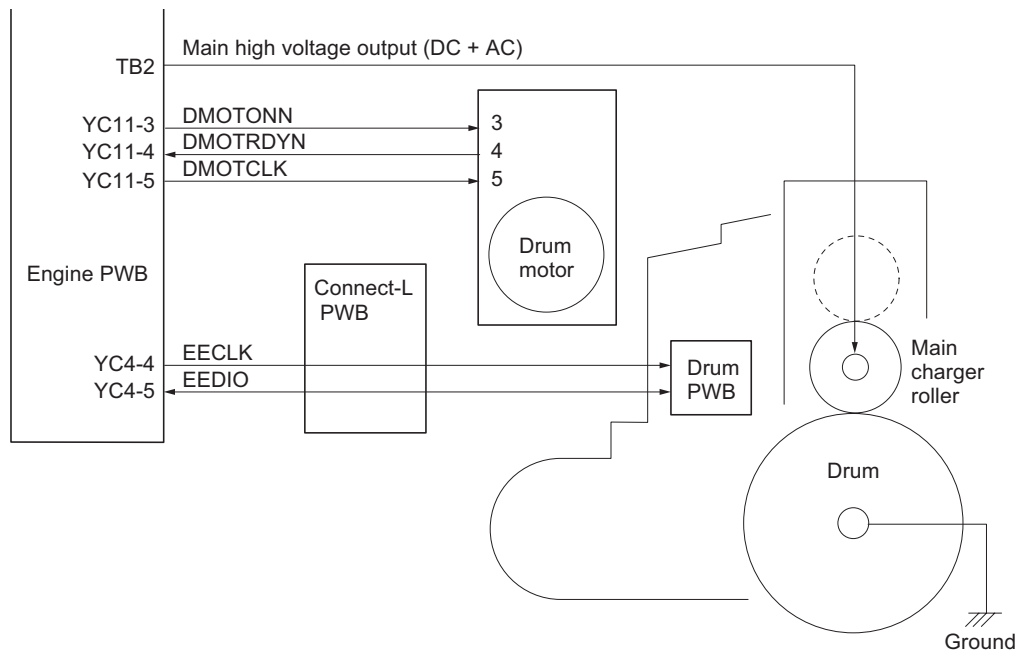 Main high voltage output (DC + AC)
TB2
YC11-3 DMOTONN 3
YC11-4 DMOTRDYN 4
YC11-5 DMOTCLK 5
Drum
motor
Engine PWB
Connect-L
PWB
YC4-4 EECLK
YC4-5 EEDIO
Drum
PWB
Main
charger
roller
Drum
Ground